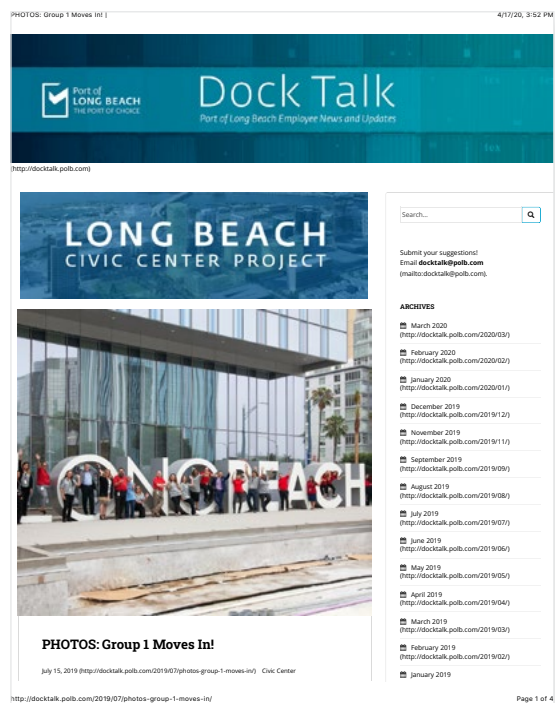 PHOTOS: Group 1 Moves In! |
4/17/20, 3:52 PM
Port of
LONG BEACH
THE PORT OF CHOICE
Dock Talk
Port of Long Beach Employee News and Updates
(http://docktalk.polb.com)
LONG BEACH
CIVIC CENTER PROJECT
LONG BEACH
PHOTOS: Group 1 Moves In!
July 15, 2019 (http://docktalk.polb.com/2019/07/photos-group-1-moves-in/) Civic Center
Search...
Submit your suggestions!
Email docktalk@polb.com
(mailto:docktalk@polb.com).
ARCHIVES
March 2020
(http://docktalk.polb.com/2020/03/)
February 2020
(http://docktalk.polb.com/2020/02/)
January 2020
(http://docktalk.polb.com/2020/01/)
December 2019
(http://docktalk.polb.com/2019/12/)
November 2019
(http://docktalk.polb.com/2019/11/)
September 2019
(http://docktalk.polb.com/2019/09/)
August 2019
(http://docktalk.polb.com/2019/08/)
July 2019
(http://docktalk.polb.com/2019/07/)
June 2019
(http://docktalk.polb.com/2019/06/)
May 2019
(http://docktalk.polb.com/2019/05/)
April 2019
(http://docktalk.polb.com/2019/04/)
March 2019
(http://docktalk.polb.com/2019/03/)
February 2019
(http://docktalk.polb.com/2019/02/)
January 2019
http://docktalk.polb.com/2019/07/photos-group-1-moves-in/
Page 1 of 4